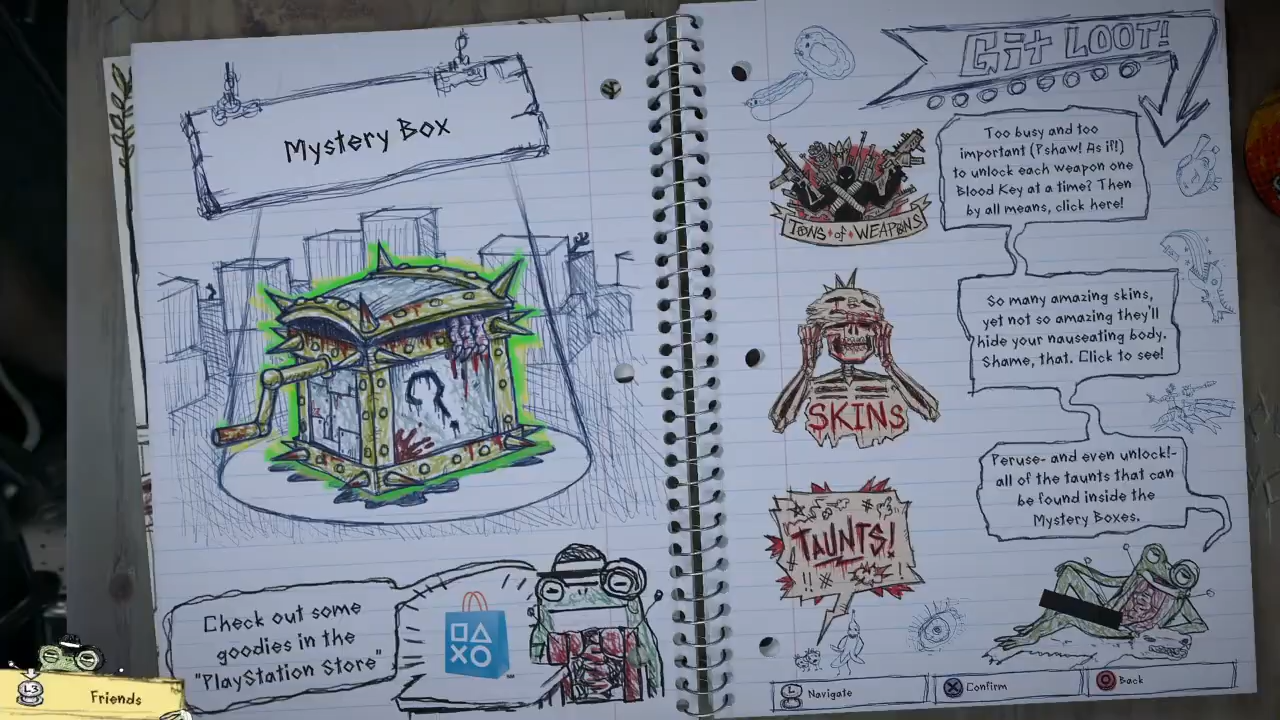 Mystery Box
Check out some
goodies in the
"PlayStation Store"
L3
Friends
Git LOOT!
TONS of WEAPONS
Too busy and too
important (Pshaw! As if!)
to unlock each weapon one
Blood Key at a time? Then
by all means, click here!
SKINS
So many amazing skins,
yet not so amazing they'll
hide your nauseating body.
Shame, that. Click to see!
TAUNTS!
Peruse- and even unlock!-
all of the taunts that can
be found inside the
Mystery Boxes.
L Navigate
Confirm
Back